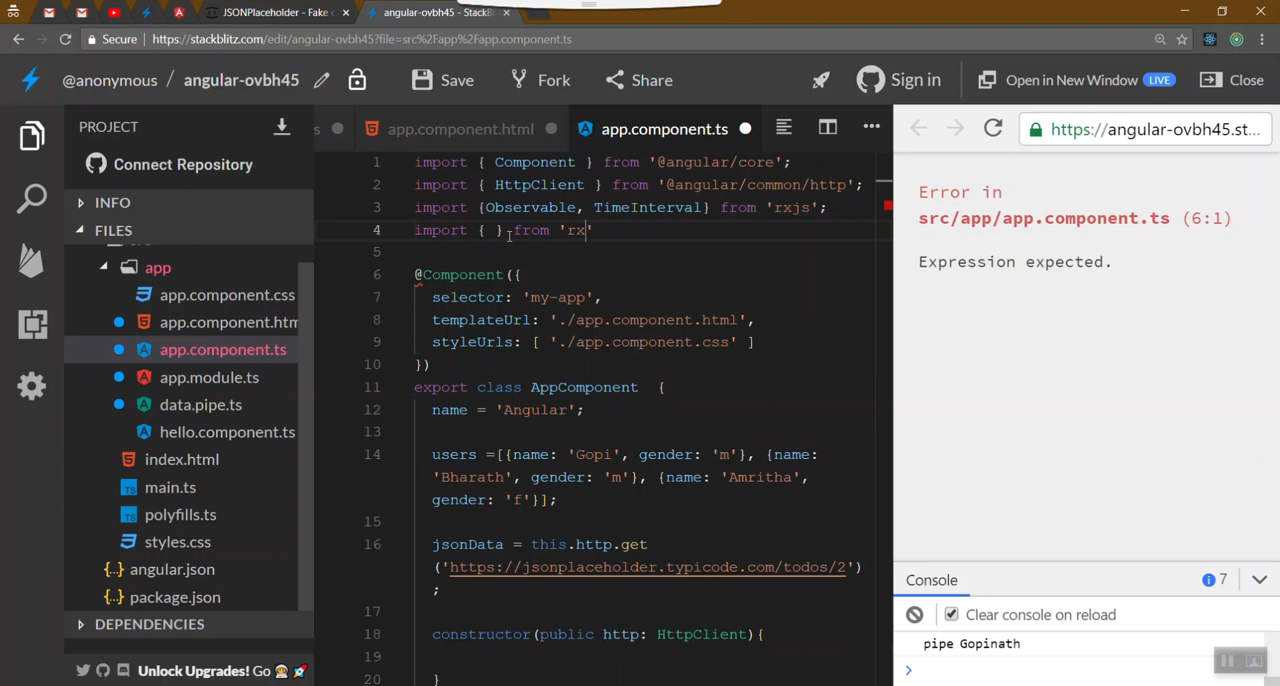 JSONPlaceholder - Fake
angular-ovbh45 - StackBl
Secure https://stackblitz.com/edit/angular-ovbh45?file=src%2Fapp%2Fapp.component.ts
@anonymous / angular-ovbh45 Save Fork Share Sign in Open in New Window LIVE Close
PROJECT
Connect Repository
INFO
FILES
app
app.component.css
app.component.htm
app.component.ts
app.module.ts
data.pipe.ts
hello.component.ts
index.html
main.ts
polyfills.ts
styles.css
angular.json
package.json
DEPENDENCIES
Unlock Upgrades! Go
s app.component.html app.component.ts
1 import { Component } from '@angular/core';
2 import { HttpClient } from '@angular/common/http';
3 import {Observable, TimeInterval} from 'rxjs';
4 import { } from 'rx'
5
6 @Component({
7 selector: 'my-app',
8 templateUrl: './app.component.html',
9 styleUrls: [ './app.component.css' ]
10 })
11 export class AppComponent {
12 name = 'Angular';
13
14 users =[{name: 'Gopi', gender: 'm'}, {name:
'Bharath', gender: 'm'}, {name: 'Amritha',
gender: 'f'}];
15
16 jsonData = this.http.get
('https://jsonplaceholder.typicode.com/todos/2')
;
17
18 constructor(public http: HttpClient){
19
20 }
https://angular-ovbh45.st...
Error in
src/app/app.component.ts (6:1)
Expression expected.
Console 7
Clear console on reload
pipe Gopinath